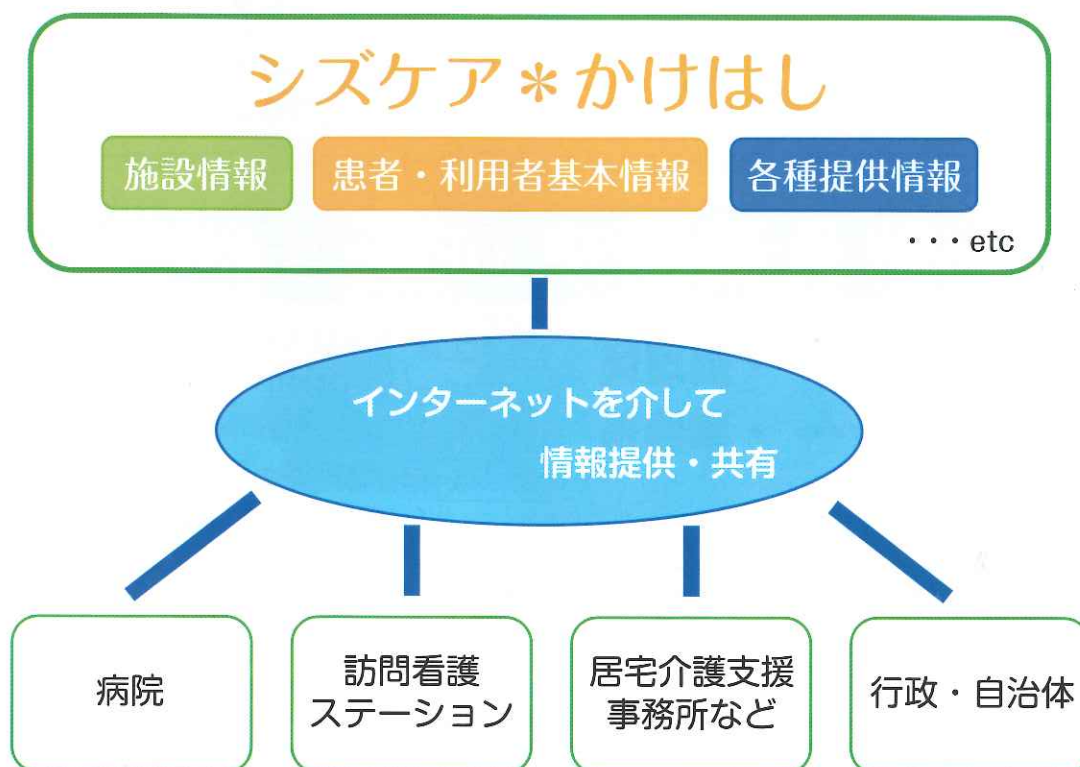 シズケア＊かけはし
施設情報
患者・利用者基本情報
各種提供情報
・・・etc
インターネットを介して
情報提供・共有
病院
訪問看護
ステーション
居宅介護支援
事務所など
行政・自治体